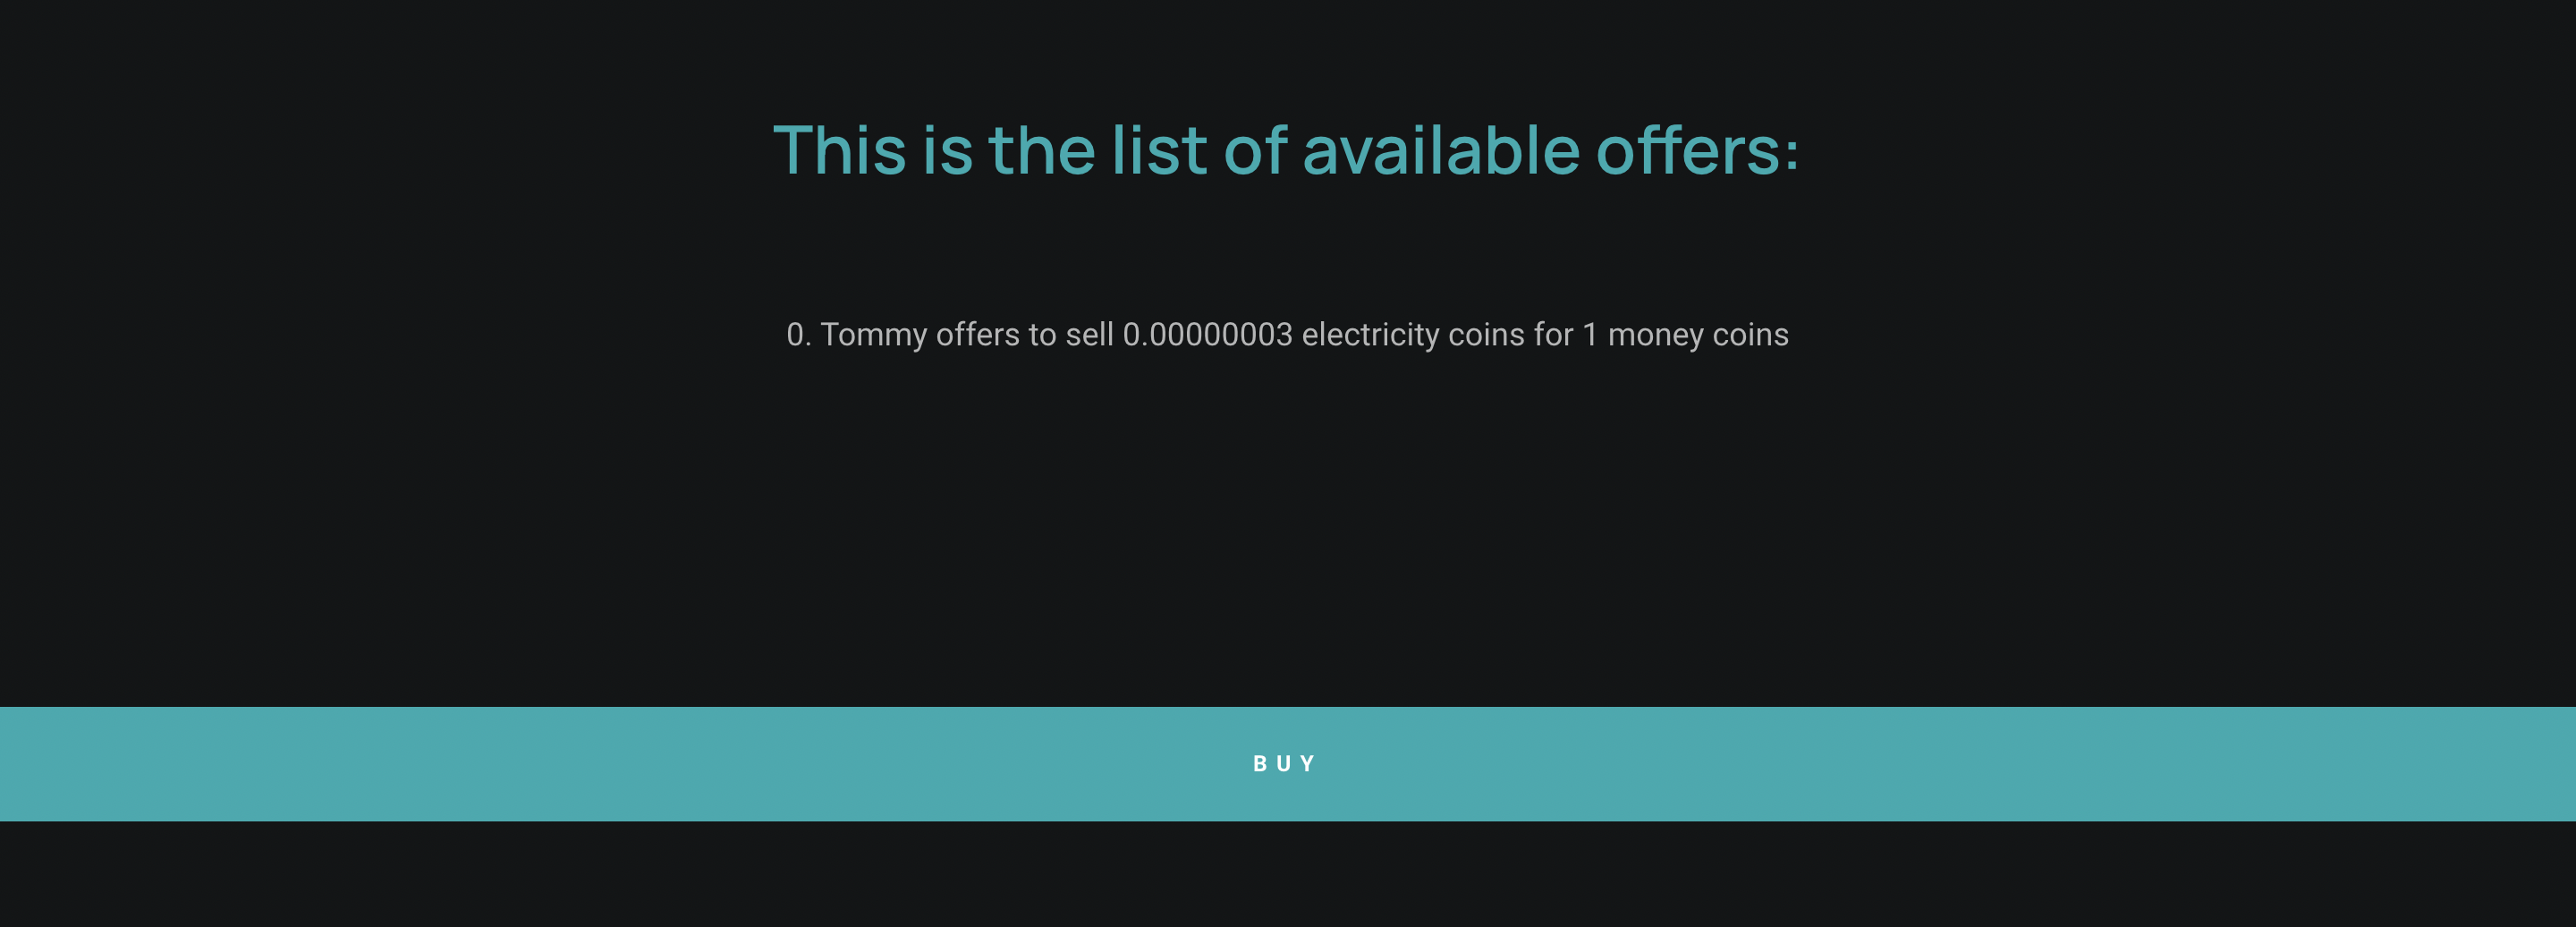 This is the list of available offers:
0. Tommy offers to sell 0.00000003 electricity coins for 1 money coins
BUY